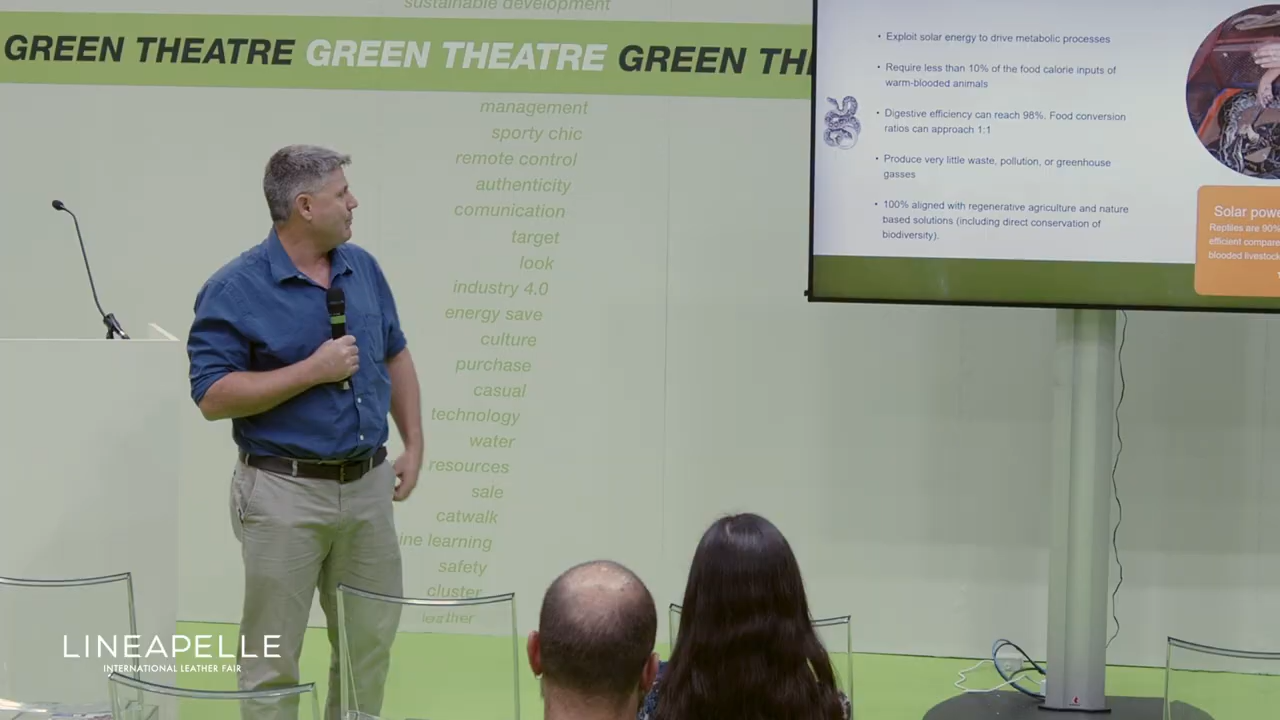 sustainable development
GREEN THEATRE GREEN THEATRE GREEN TH
management
sporty chic
remote control
authenticity
comunication
target
look
industry 4.0
energy save
culture
purchase
casual
technology
water
resources
sale
catwalk
ine learning
safety
cluster
leather
• Exploit solar energy to drive metabolic processes
• Require less than 10% of the food calorie inputs of
warm-blooded animals
• Digestive efficiency can reach 98%. Food conversion
ratios can approach 1:1
• Produce very little waste, pollution, or greenhouse
gasses
• 100% aligned with regenerative agriculture and nature
based solutions (including direct conservation of
biodiversity).
Solar powe
Reptiles are 90%
efficient compare
blooded livestock
LINEAPELLE
INTERNATIONAL LEATHER FAIR